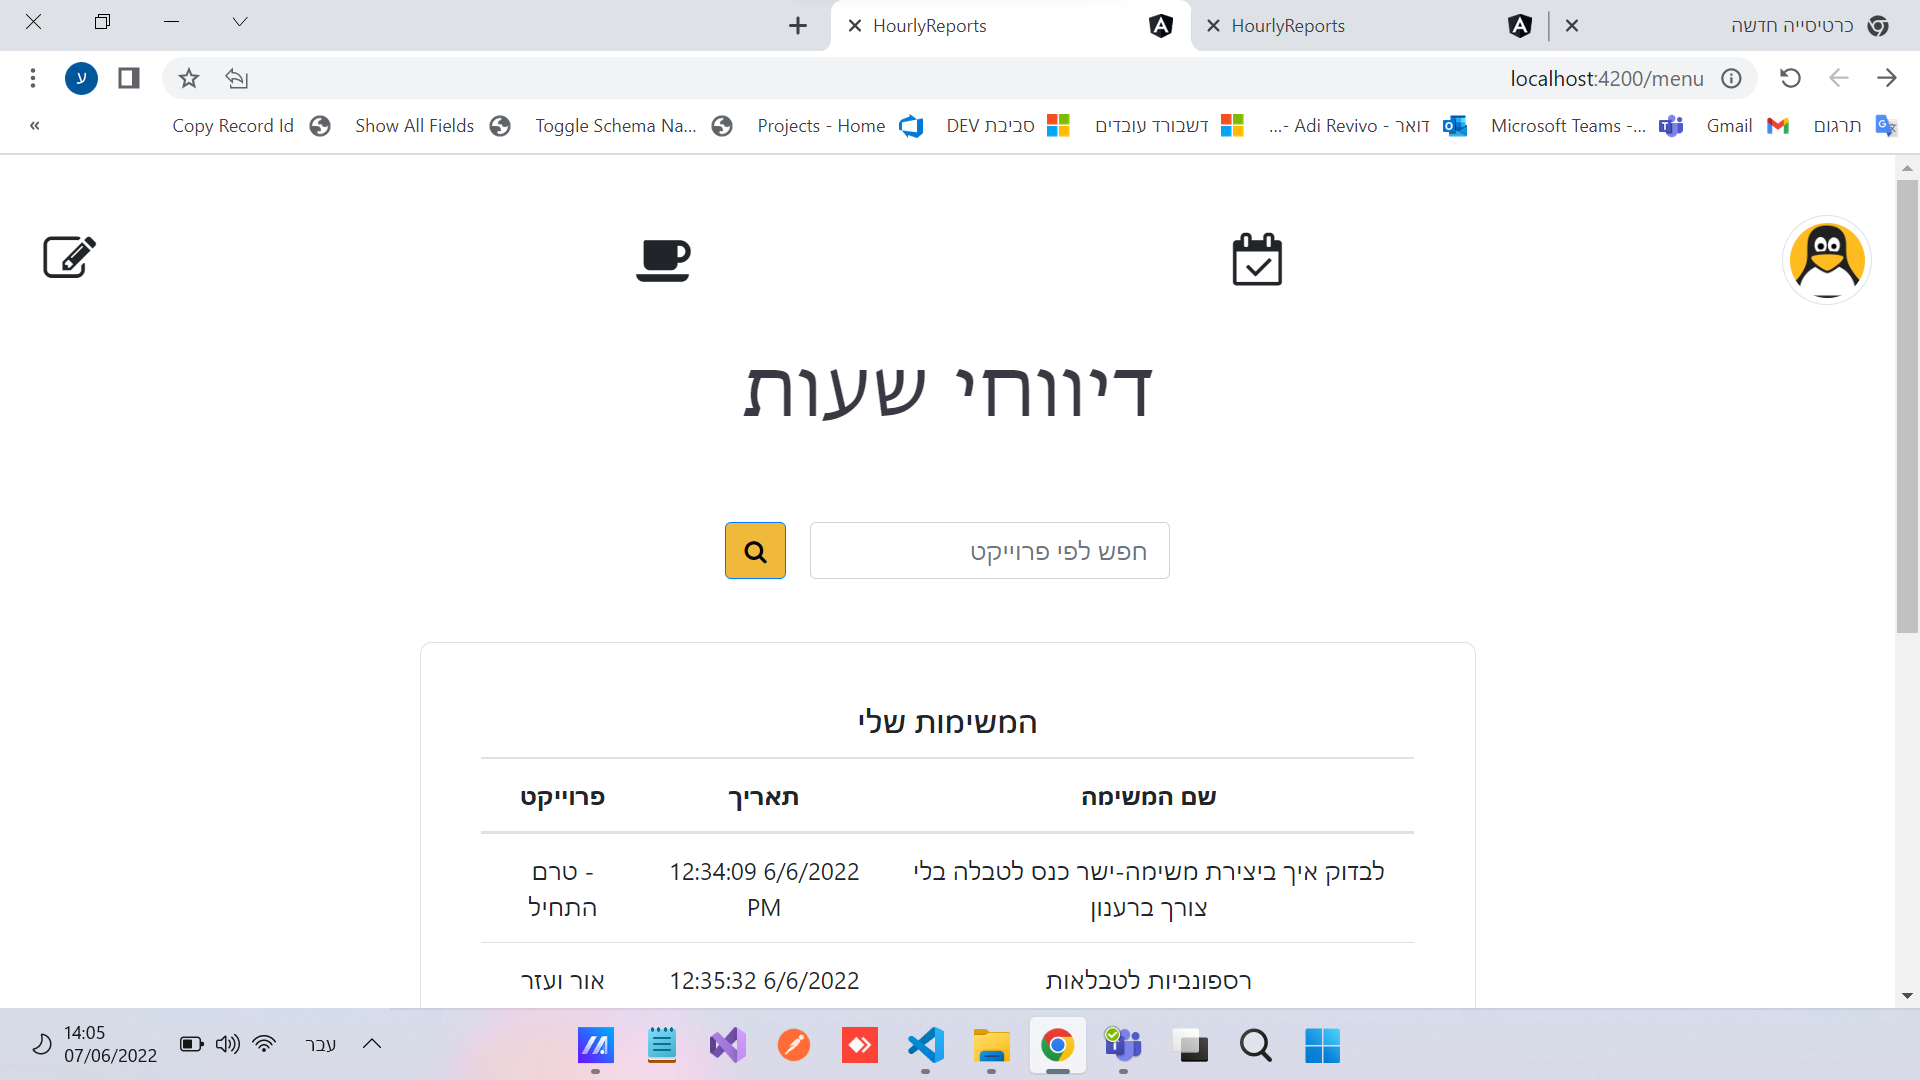 כרטיסייה חדשה
HourlyReports
HourlyReports
localhost:4200/menu
ע
תרגום
Gmail
Microsoft Teams -...
דואר - Adi Revivo -...
דשבורד עובדים
סביבת DEV
Projects - Home
Toggle Schema Na...
Show All Fields
Copy Record Id
«
דיווחי שעות
חפש לפי פרוייקט
המשימות שלי
שם המשימה תאריך פרוייקט
לבדוק איך ביצירת משימה-ישר כנס לטבלה בלי 12:34:09 6/6/2022 - טרם
צורך ברענון PM התחיל
רספונביות לטבלאות 12:35:32 6/6/2022 אור ועזר
עבר
14:05
07/06/2022